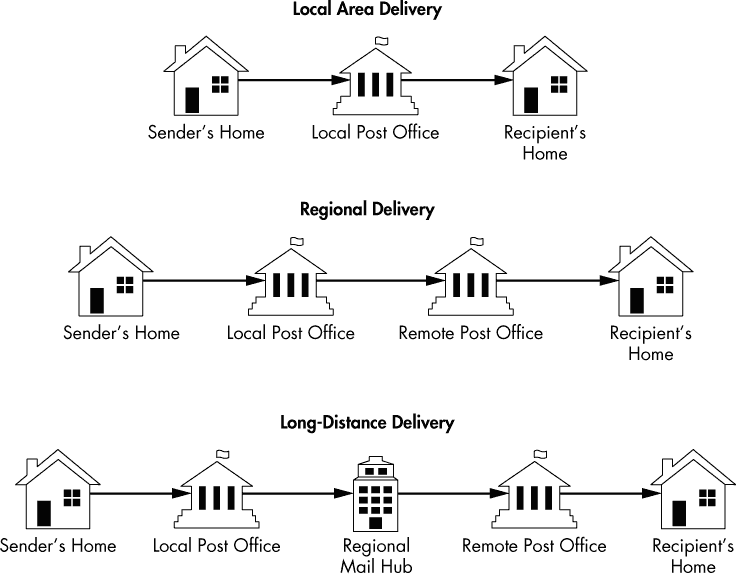 Local Area Delivery
Sender's Home
Local Post Office
Recipient's
Home
Regional Delivery
Sender's Home
Local Post Office
Remote Post Office
Recipient's
Home
Long-Distance Delivery
Sender's Home
Local Post Office
Regional
Mail Hub
Remote Post Office
Recipient's
Home